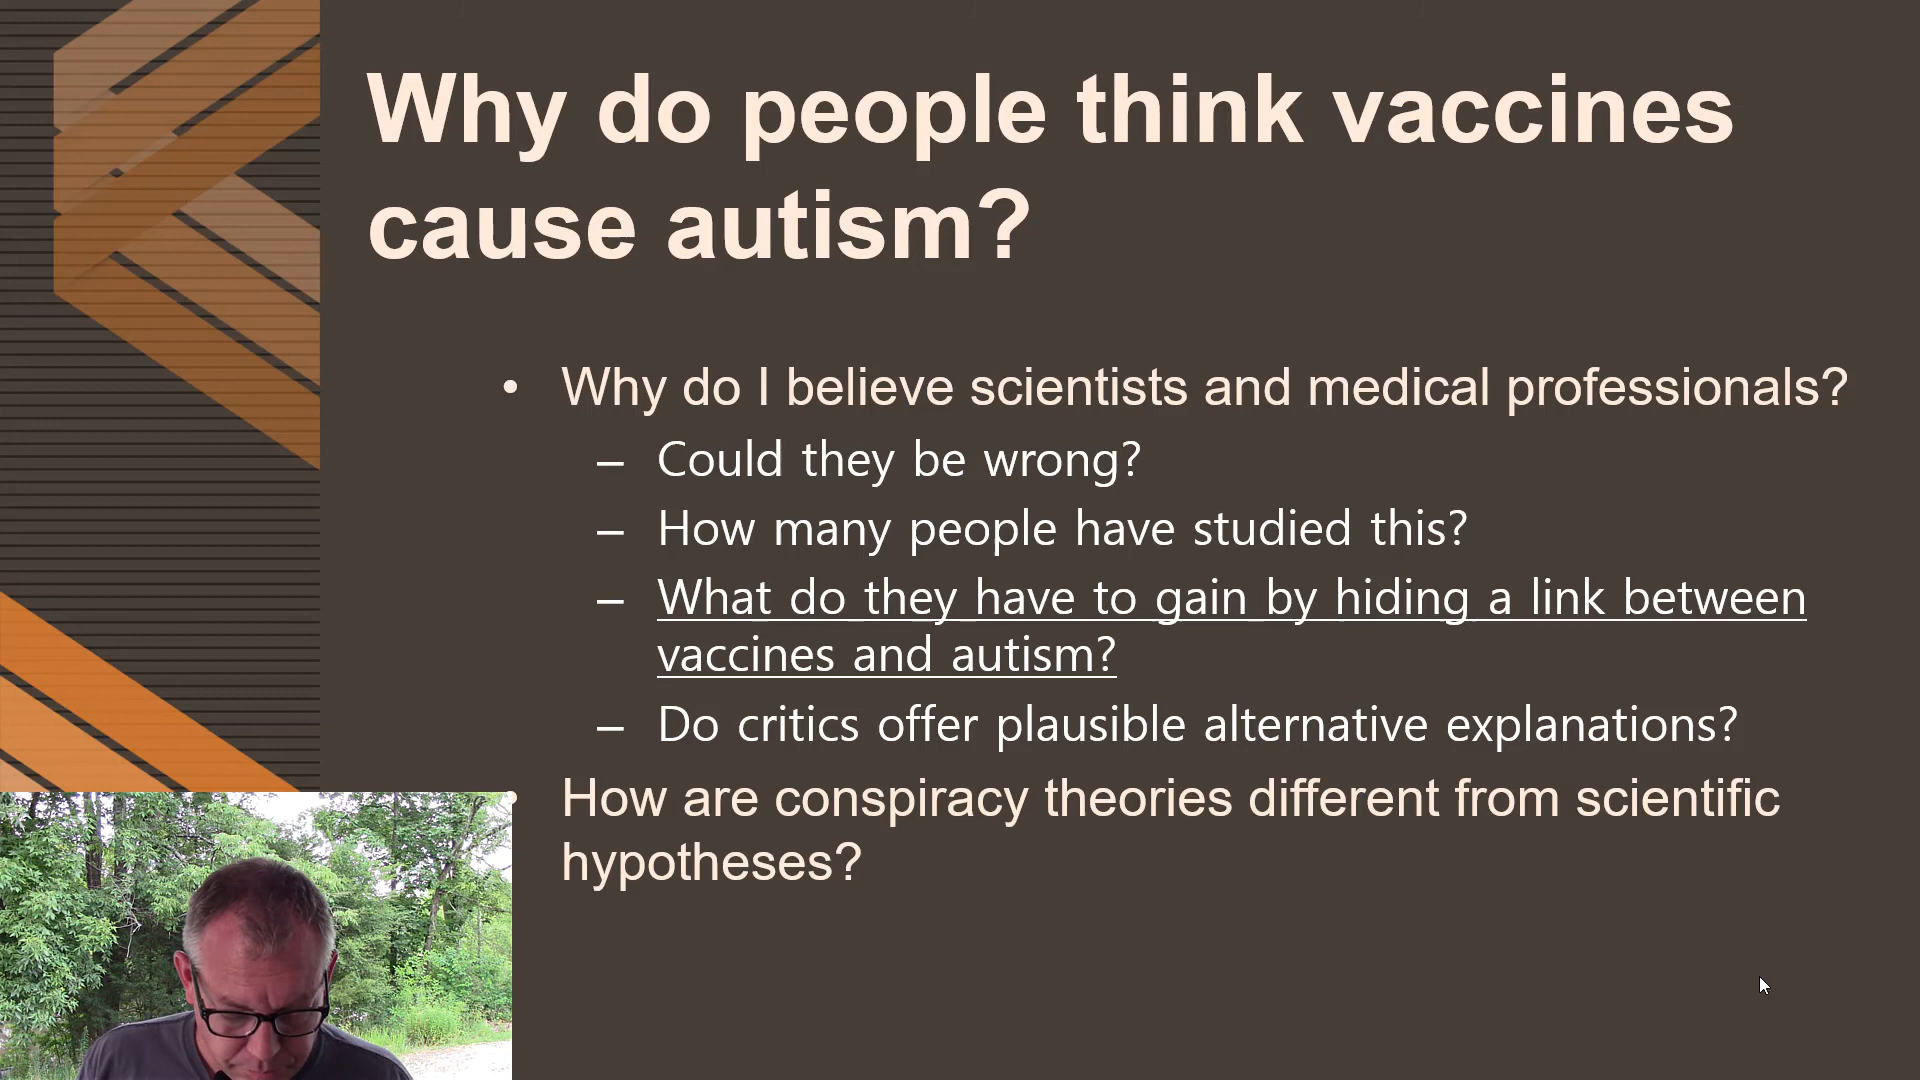 Why do people think vaccines
cause autism?
• Why do I believe scientists and medical professionals?
– Could they be wrong?
– How many people have studied this?
– What do they have to gain by hiding a link between
vaccines and autism?
– Do critics offer plausible alternative explanations?
• How are conspiracy theories different from scientific
hypotheses?